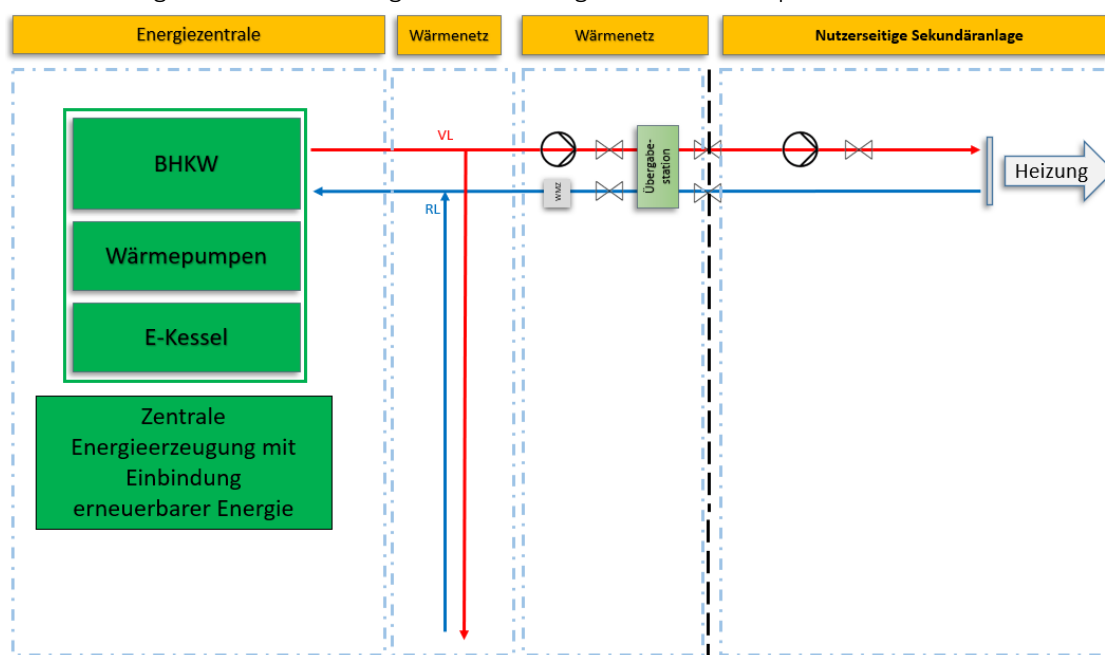 Energiezentrale
Wärmenetz
Wärmenetz
Nutzerseitige Sekundäranlage
BHKW
Wärmepumpen
E-Kessel
Zentrale
Energieerzeugung mit
Einbindung
erneuerbarer Energie
VL
RL
WMZ
Übergabe-
station
Heizung